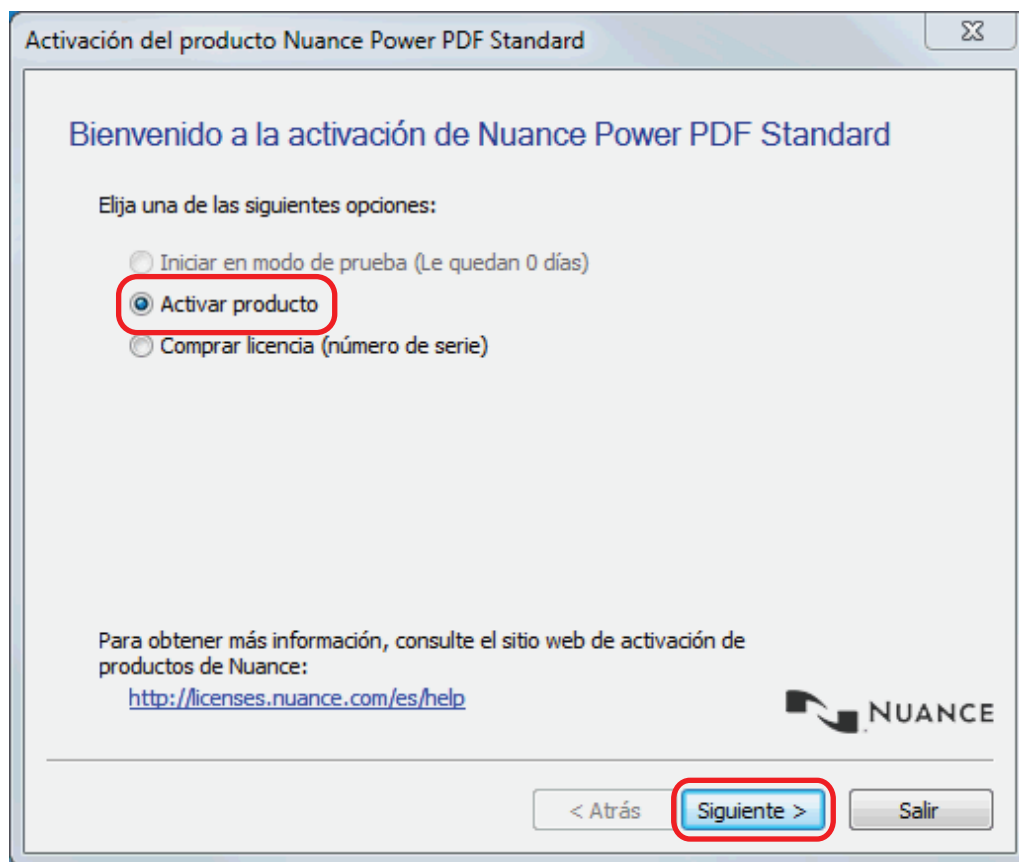 Activación del producto Nuance Power PDF Standard
Bienvenido a la activación de Nuance Power PDF Standard
Elija una de las siguientes opciones:
Iniciar en modo de prueba (Le quedan 0 días)
Activar producto
Comprar licencia (número de serie)
Para obtener más información, consulte el sitio web de activación de
productos de Nuance:
http://licenses.nuance.com/es/help
NUANCE
< Atrás Siguiente > Salir